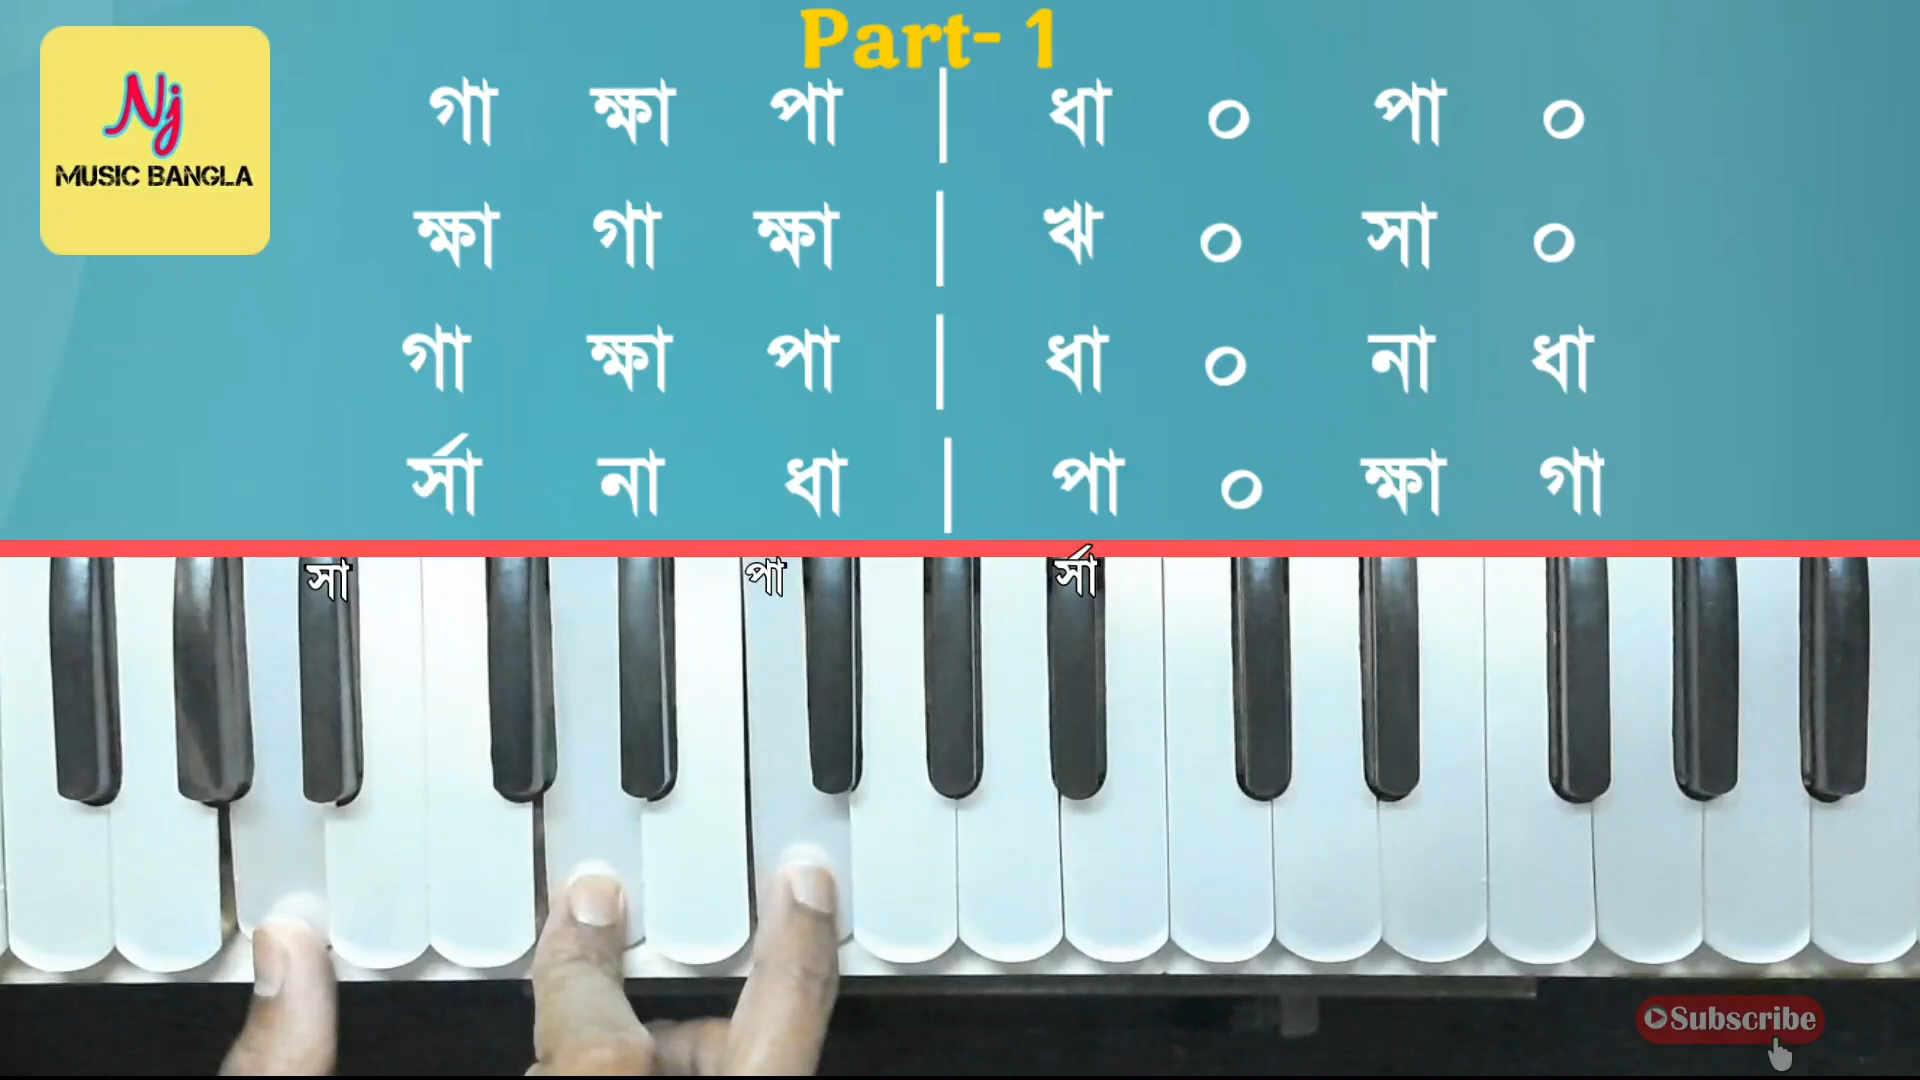 Part- 1
Nj
MUSIC BANGLA
গা ক্ষা পা | ধা ০ পা ০
ক্ষা গা ক্ষা | ঋ ০ সা ০
গা ক্ষা পা | ধা ০ না ধা
র্সা না ধা | পা ০ ক্ষা গা
সা পা র্সা
Subscribe